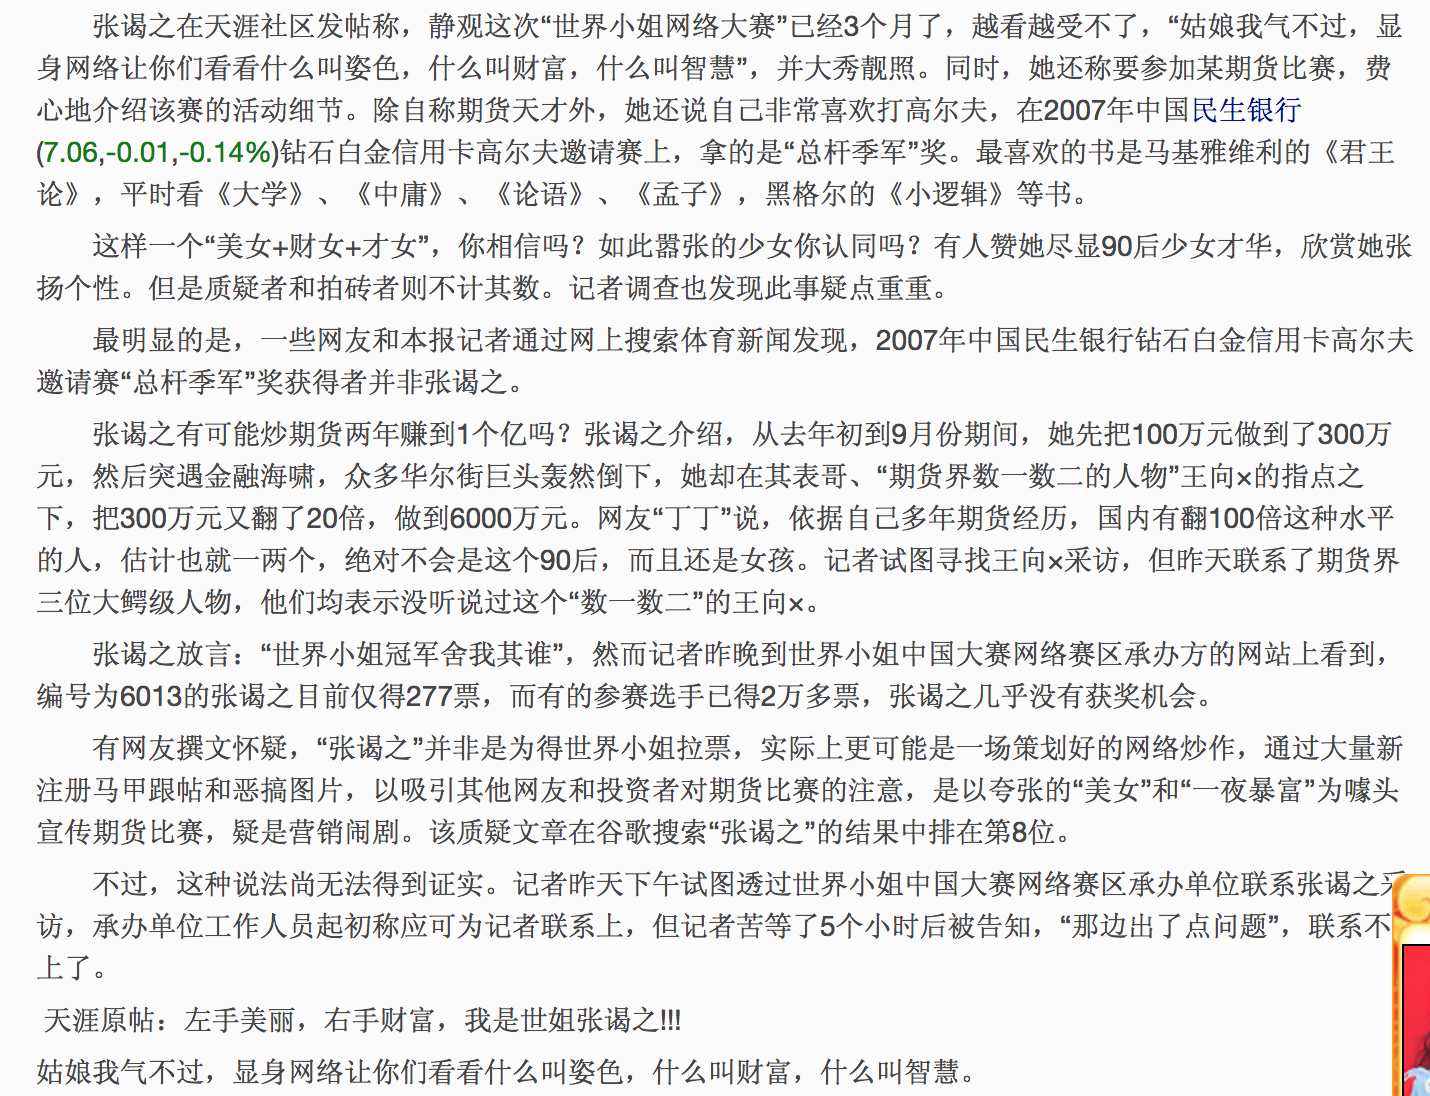 张谒之在天涯社区发帖称，静观这次“世界小姐网络大赛”已经3个月了，越看越受不了，“姑娘我气不过，显
身网络让你们看看什么叫姿色，什么叫财富，什么叫智慧”，并大秀靓照。同时，她还称要参加某期货比赛，费
心地介绍该赛的活动细节。除自称期货天才外，她还说自己非常喜欢打高尔夫，在2007年中国民生银行
(7.06,-0.01,-0.14%)钻石白金信用卡高尔夫邀请赛上，拿的是“总杆季军”奖。最喜欢的书是马基雅维利的《君王
论》，平时看《大学》、《中庸》、《论语》、《孟子》，黑格尔的《小逻辑》等书。
这样一个“美女+财女+才女”，你相信吗？如此嚣张的少女你认同吗？有人赞她尽显90后少女才华，欣赏她张
扬个性。但是质疑者和拍砖者则不计其数。记者调查也发现此事疑点重重。
最明显的是，一些网友和本报记者通过网上搜索体育新闻发现，2007年中国民生银行钻石白金信用卡高尔夫
邀请赛“总杆季军”奖获得者并非张谒之。
张谒之有可能炒期货两年赚到1个亿吗？张谒之介绍，从去年初到9月份期间，她先把100万元做到了300万
元，然后突遇金融海啸，众多华尔街巨头轰然倒下，她却在其表哥、“期货界数一数二的人物”王向×的指点之
下，把300万元又翻了20倍，做到6000万元。网友“丁丁”说，依据自己多年期货经历，国内有翻100倍这种水平
的人，估计也就一两个，绝对不会是这个90后，而且还是女孩。记者试图寻找王向×采访，但昨天联系了期货界
三位大鳄级人物，他们均表示没听说过这个“数一数二”的王向×。
张谒之放言：“世界小姐冠军舍我其谁”，然而记者昨晚到世界小姐中国大赛网络赛区承办方的网站上看到，
编号为6013的张谒之目前仅得277票，而有的参赛选手已得2万多票，张谒之几乎没有获奖机会。
有网友撰文怀疑，“张谒之”并非是为得世界小姐拉票，实际上更可能是一场策划好的网络炒作，通过大量新
注册马甲跟帖和恶搞图片，以吸引其他网友和投资者对期货比赛的注意，是以夸张的“美女”和“一夜暴富”为噱头
宣传期货比赛，疑是营销闹剧。该质疑文章在谷歌搜索“张谒之”的结果中排在第8位。
不过，这种说法尚无法得到证实。记者昨天下午试图透过世界小姐中国大赛网络赛区承办单位联系张谒之采
访，承办单位工作人员起初称应可为记者联系上，但记者苦等了5个小时后被告知，“那边出了点问题”，联系不
上了。
天涯原帖：左手美丽，右手财富，我是世姐张谒之!!!
姑娘我气不过，显身网络让你们看看什么叫姿色，什么叫财富，什么叫智慧。